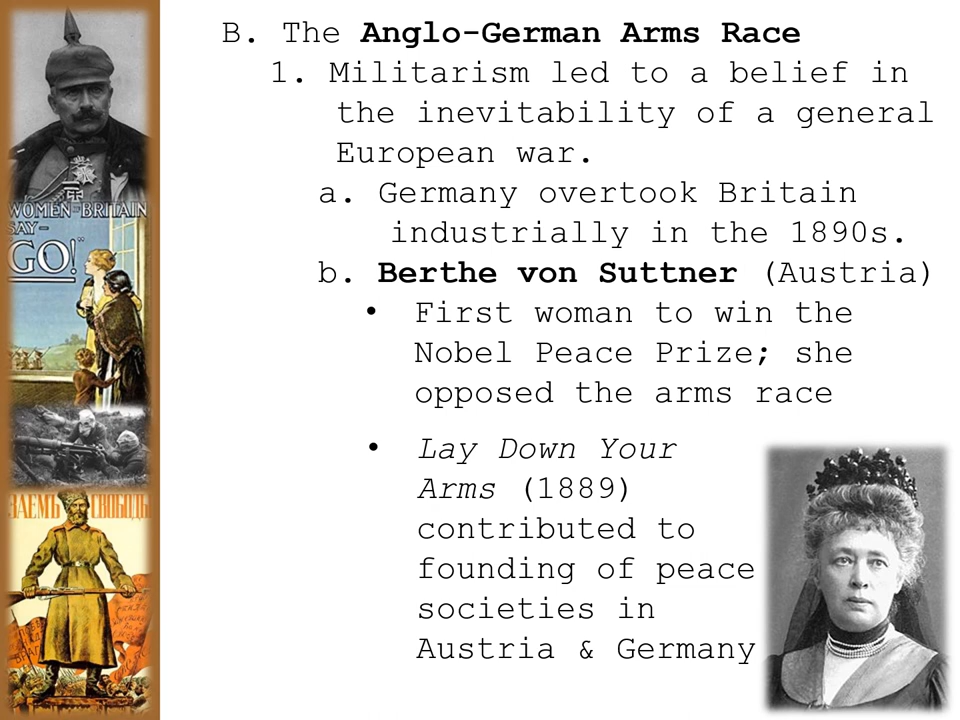 B. The Anglo-German Arms Race
1. Militarism led to a belief in
the inevitability of a general
European war.
a. Germany overtook Britain
industrially in the 1890s.
b. Berthe von Suttner (Austria)
• First woman to win the
Nobel Peace Prize; she
opposed the arms race
• Lay Down Your
Arms (1889)
contributed to
founding of peace
societies in
Austria & Germany
WOMEN OF BRITAIN
SAY-
GO!"
ЗАЕМЪ СВОБОДЫ